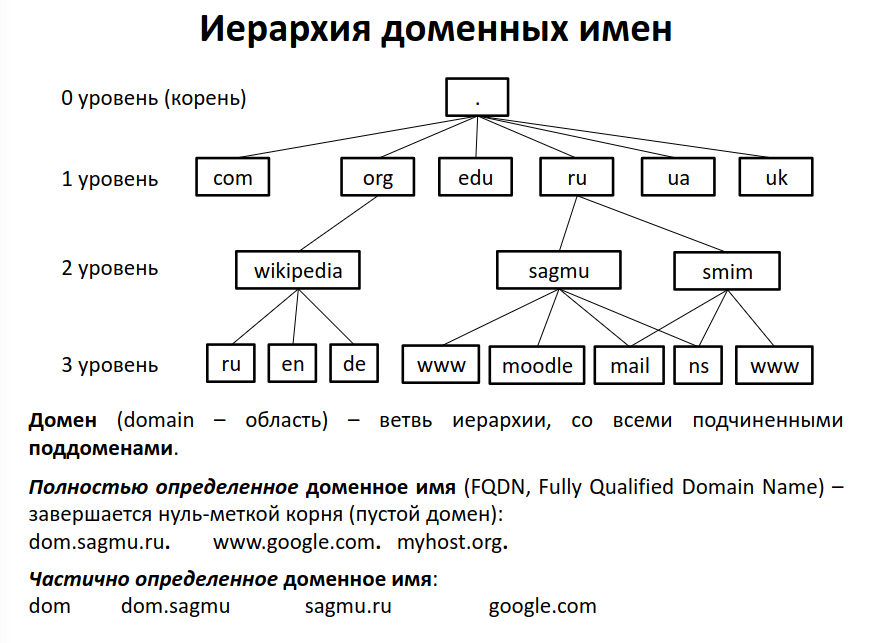 Иерархия доменных имен
0 уровень (корень)
.
1 уровень
com
org
edu
ru
ua
uk
2 уровень
wikipedia
sagmu
smim
3 уровень
ru
en
de
www
moodle
mail
ns
www
Домен (domain – область) – ветвь иерархии, со всеми подчиненными
поддоменами.
Полностью определенное доменное имя (FQDN, Fully Qualified Domain Name) –
завершается нуль-меткой корня (пустой домен):
dom.sagmu.ru. www.google.com. myhost.org.
Частично определенное доменное имя:
dom dom.sagmu sagmu.ru google.com